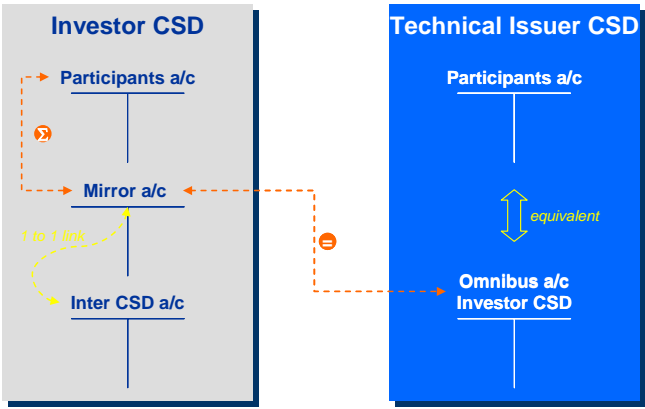 Investor CSD
Participants a/c
Σ
Mirror a/c
1 to 1 link
Inter CSD a/c
=
Technical Issuer CSD
Participants a/c
equivalent
Omnibus a/c
Investor CSD